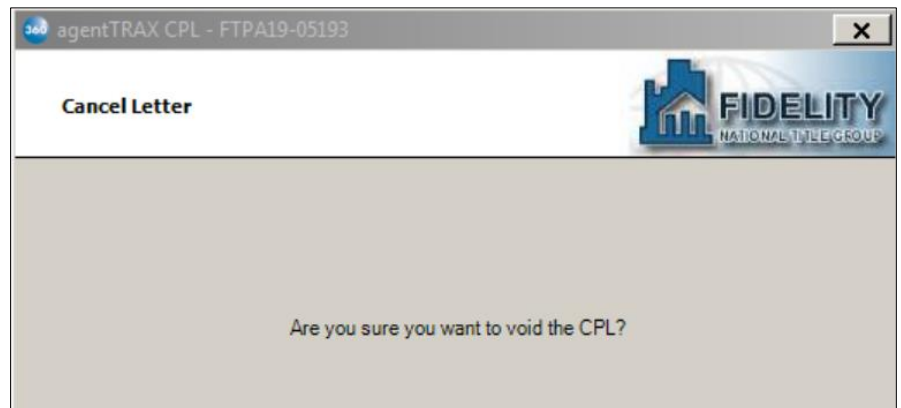 360 agentTRAX CPL - FTPA19-05193
Cancel Letter
FIDELITY
NATIONAL TITLE GROUP
Are you sure you want to void the CPL?